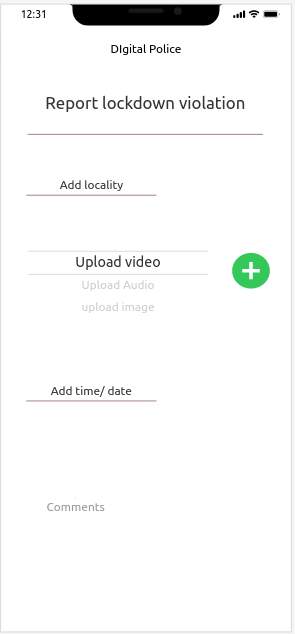 12:31
DIgital Police
Report lockdown violation
Add locality
Upload video
Upload Audio
upload image
Add time/ date
Comments